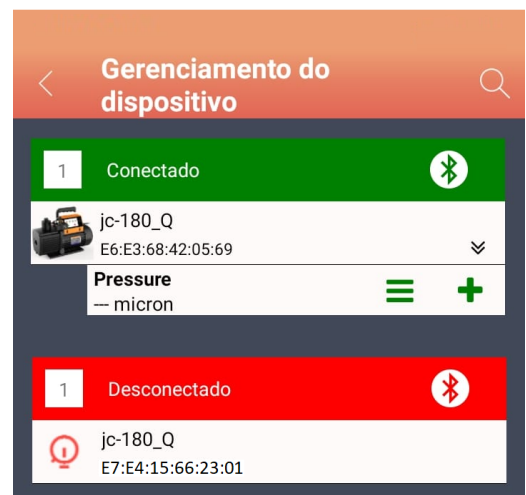 Gerenciamento do
dispositivo
1 Conectado
jc-180_Q
E6:E3:68:42:05:69
Pressure
--- micron
1 Desconectado
jc-180_Q
E7:E4:15:66:23:01